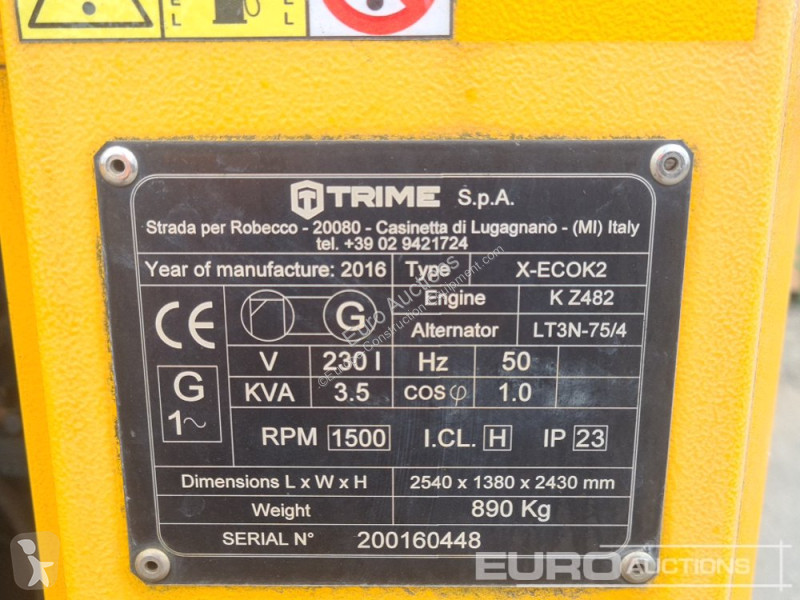 TRIME S.p.A.
Strada per Robecco - 20080 - Casinetta di Lugagnano - (MI) Italy
tel. +39 02 9421724
Year of manufacture: 2016 Type X-ECOK2
Engine K Z482
CE G Alternator LT3N-75/4
V 230 I Hz 50
G KVA 3.5 COS φ 1.0
1~
RPM 1500 I.CL. H IP 23
Dimensions L x W x H 2540 x 1380 x 2430 mm
Weight 890 Kg
SERIAL N° 200160448
Euro Auctions
EURO AUCTIONS